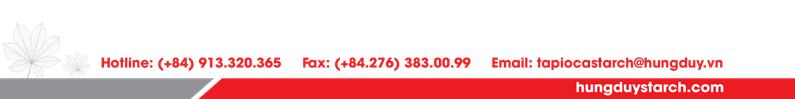 Hotline: (+84) 913.320.365 Fax: (+84.276) 383.00.99 Email: tapiocastarch@hungduy.vn
hungduystarch.com